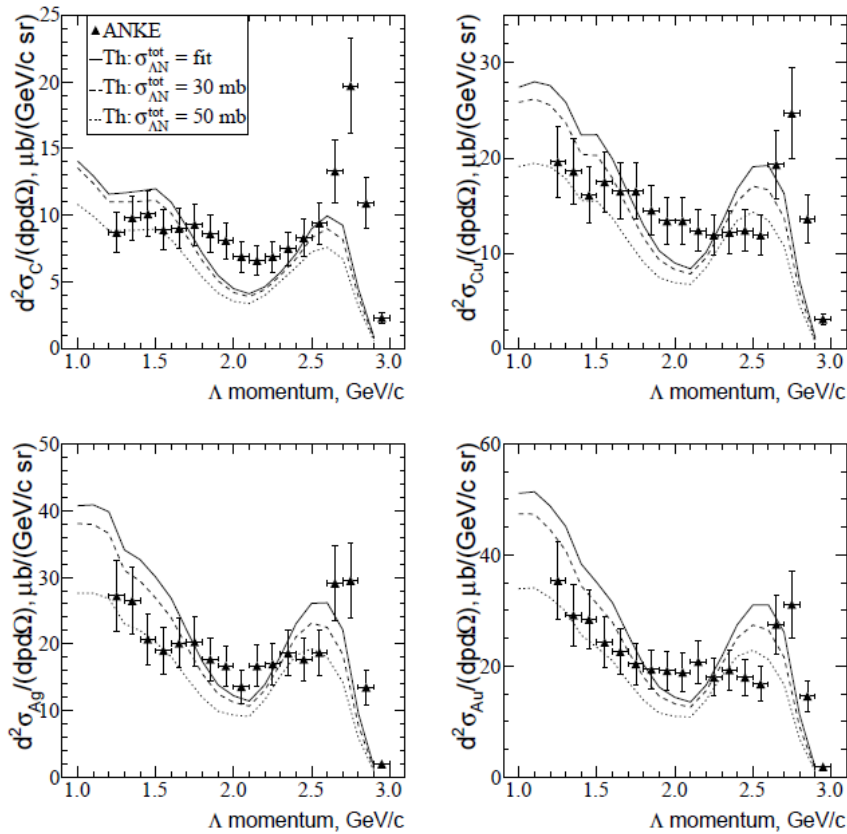 25
20
15
10
5
0
d²σ_C/(dpdΩ), μb/(GeV/c sr)
▲ ANKE
Th: σ^tot_ΛN = fit
Th: σ^tot_ΛN = 30 mb
Th: σ^tot_ΛN = 50 mb
1.0 1.5 2.0 2.5 3.0
Λ momentum, GeV/c
30
20
10
0
d²σ_Cu/(dpdΩ), μb/(GeV/c sr)
1.0 1.5 2.0 2.5 3.0
Λ momentum, GeV/c
50
40
30
20
10
0
d²σ_Ag/(dpdΩ), μb/(GeV/c sr)
1.0 1.5 2.0 2.5 3.0
Λ momentum, GeV/c
60
40
20
0
d²σ_Au/(dpdΩ), μb/(GeV/c sr)
1.0 1.5 2.0 2.5 3.0
Λ momentum, GeV/c